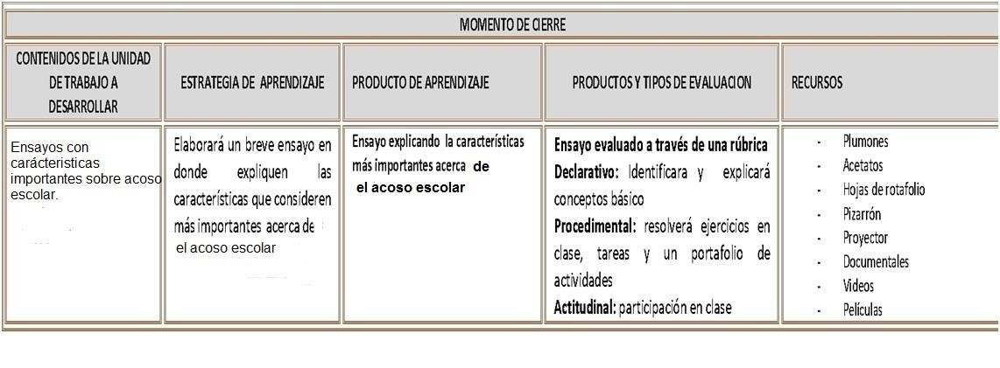 MOMENTO DE CIERRE
CONTENIDOS DE LA UNIDAD
DE TRABAJO A
DESARROLLAR
ESTRATEGIA DE APRENDIZAJE
PRODUCTO DE APRENDIZAJE
PRODUCTOS Y TIPOS DE EVALUACION
RECURSOS
Ensayos con
carácteristicas
importantes sobre acoso
escolar.
Elaborará un breve ensayo en
donde expliquen las
características que consideren
más importantes acerca de
el acoso escolar
Ensayo explicando la características
más importantes acerca de
el acoso escolar
Ensayo evaluado a través de una rúbrica
Declarativo: Identificara y explicará
conceptos básico
Procedimental: resolverá ejercicios en
clase, tareas y un portafolio de
actividades
Actitudinal: participación en clase
- Plumones
- Acetatos
- Hojas de rotafolio
- Pizarrón
- Proyector
- Documentales
- Videos
- Películas